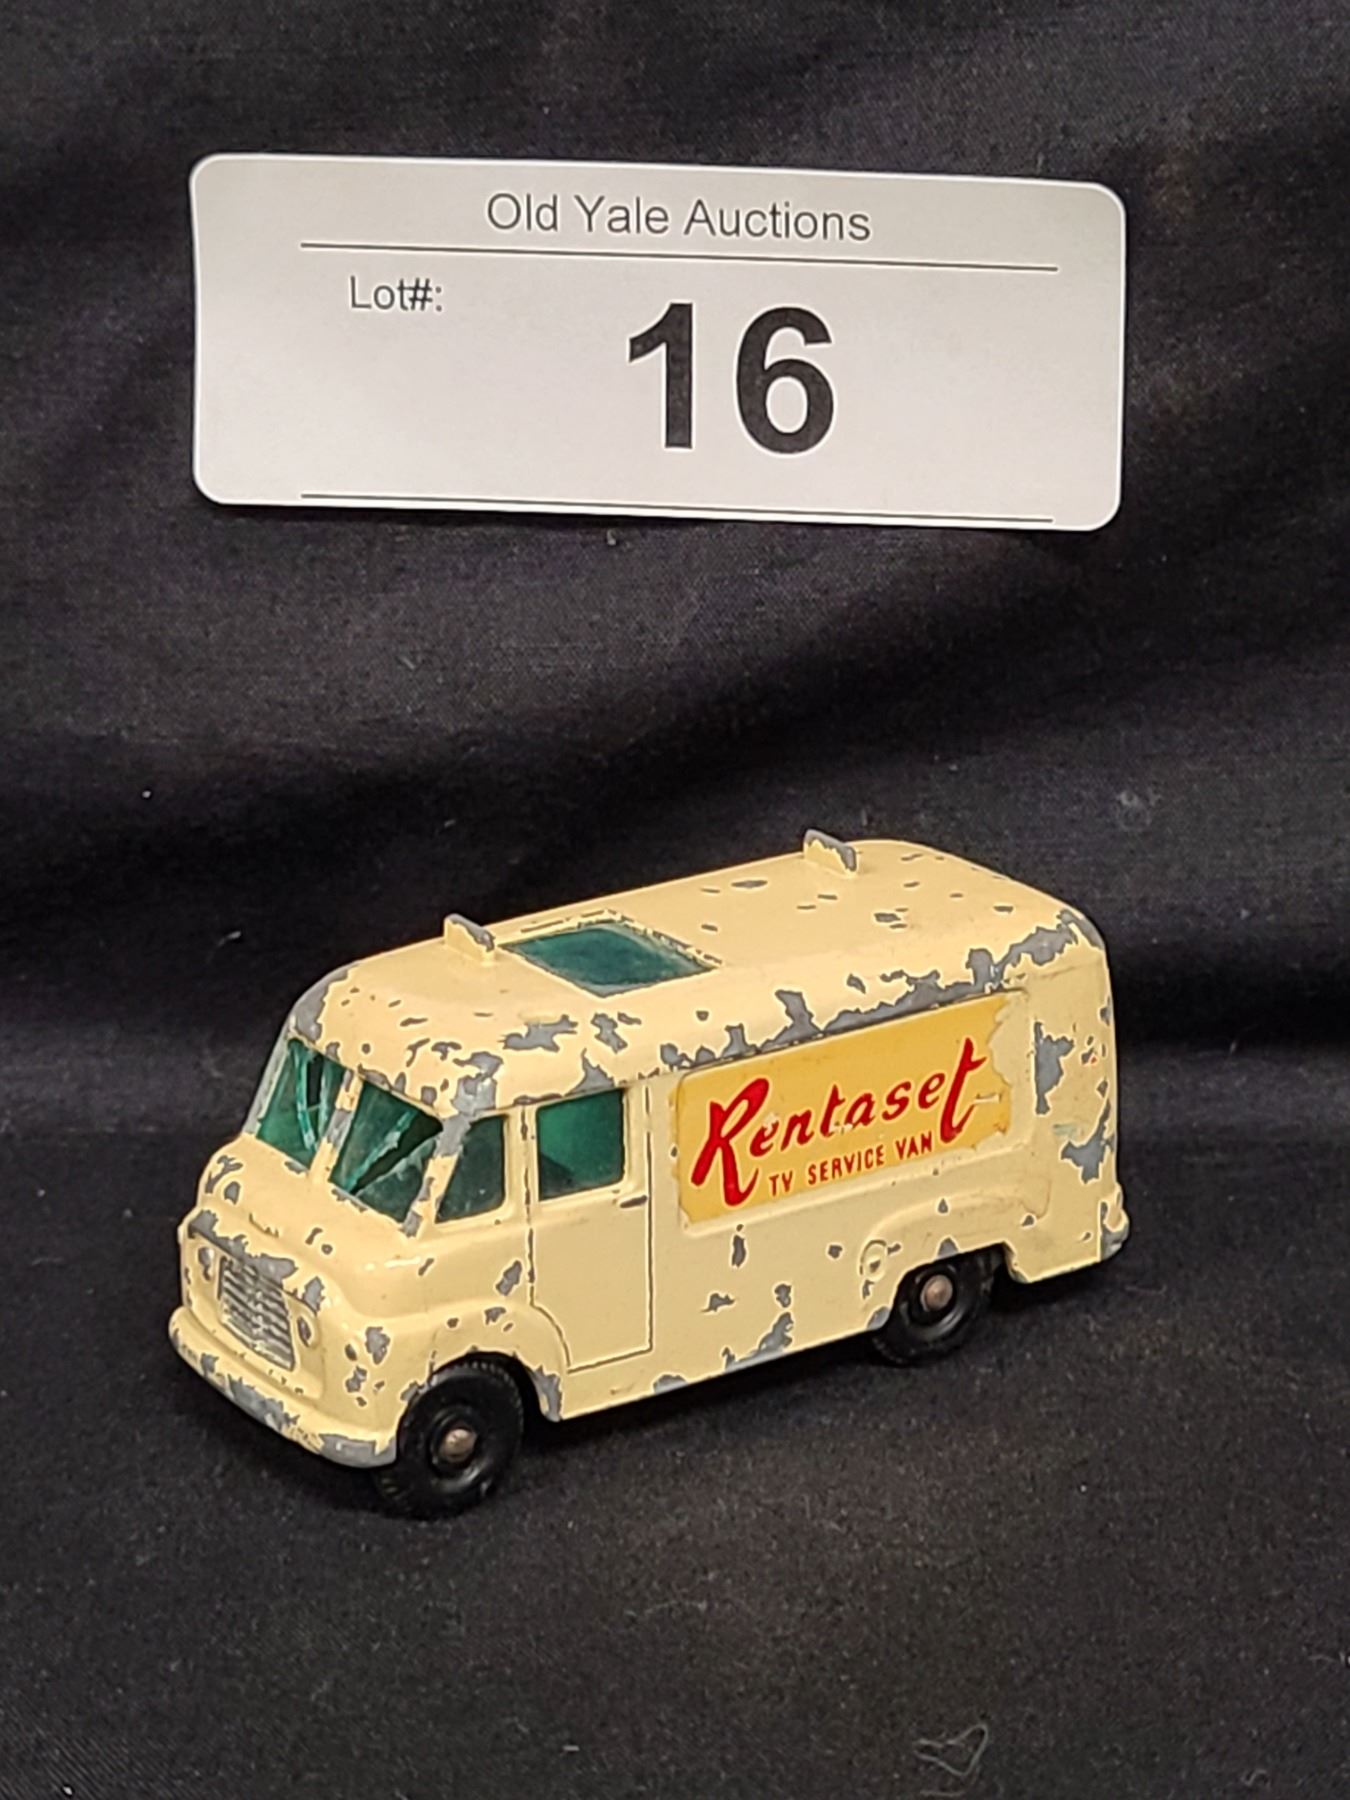 Old Yale Auctions
Lot#:
16
Rentaset
TV SERVICE VAN